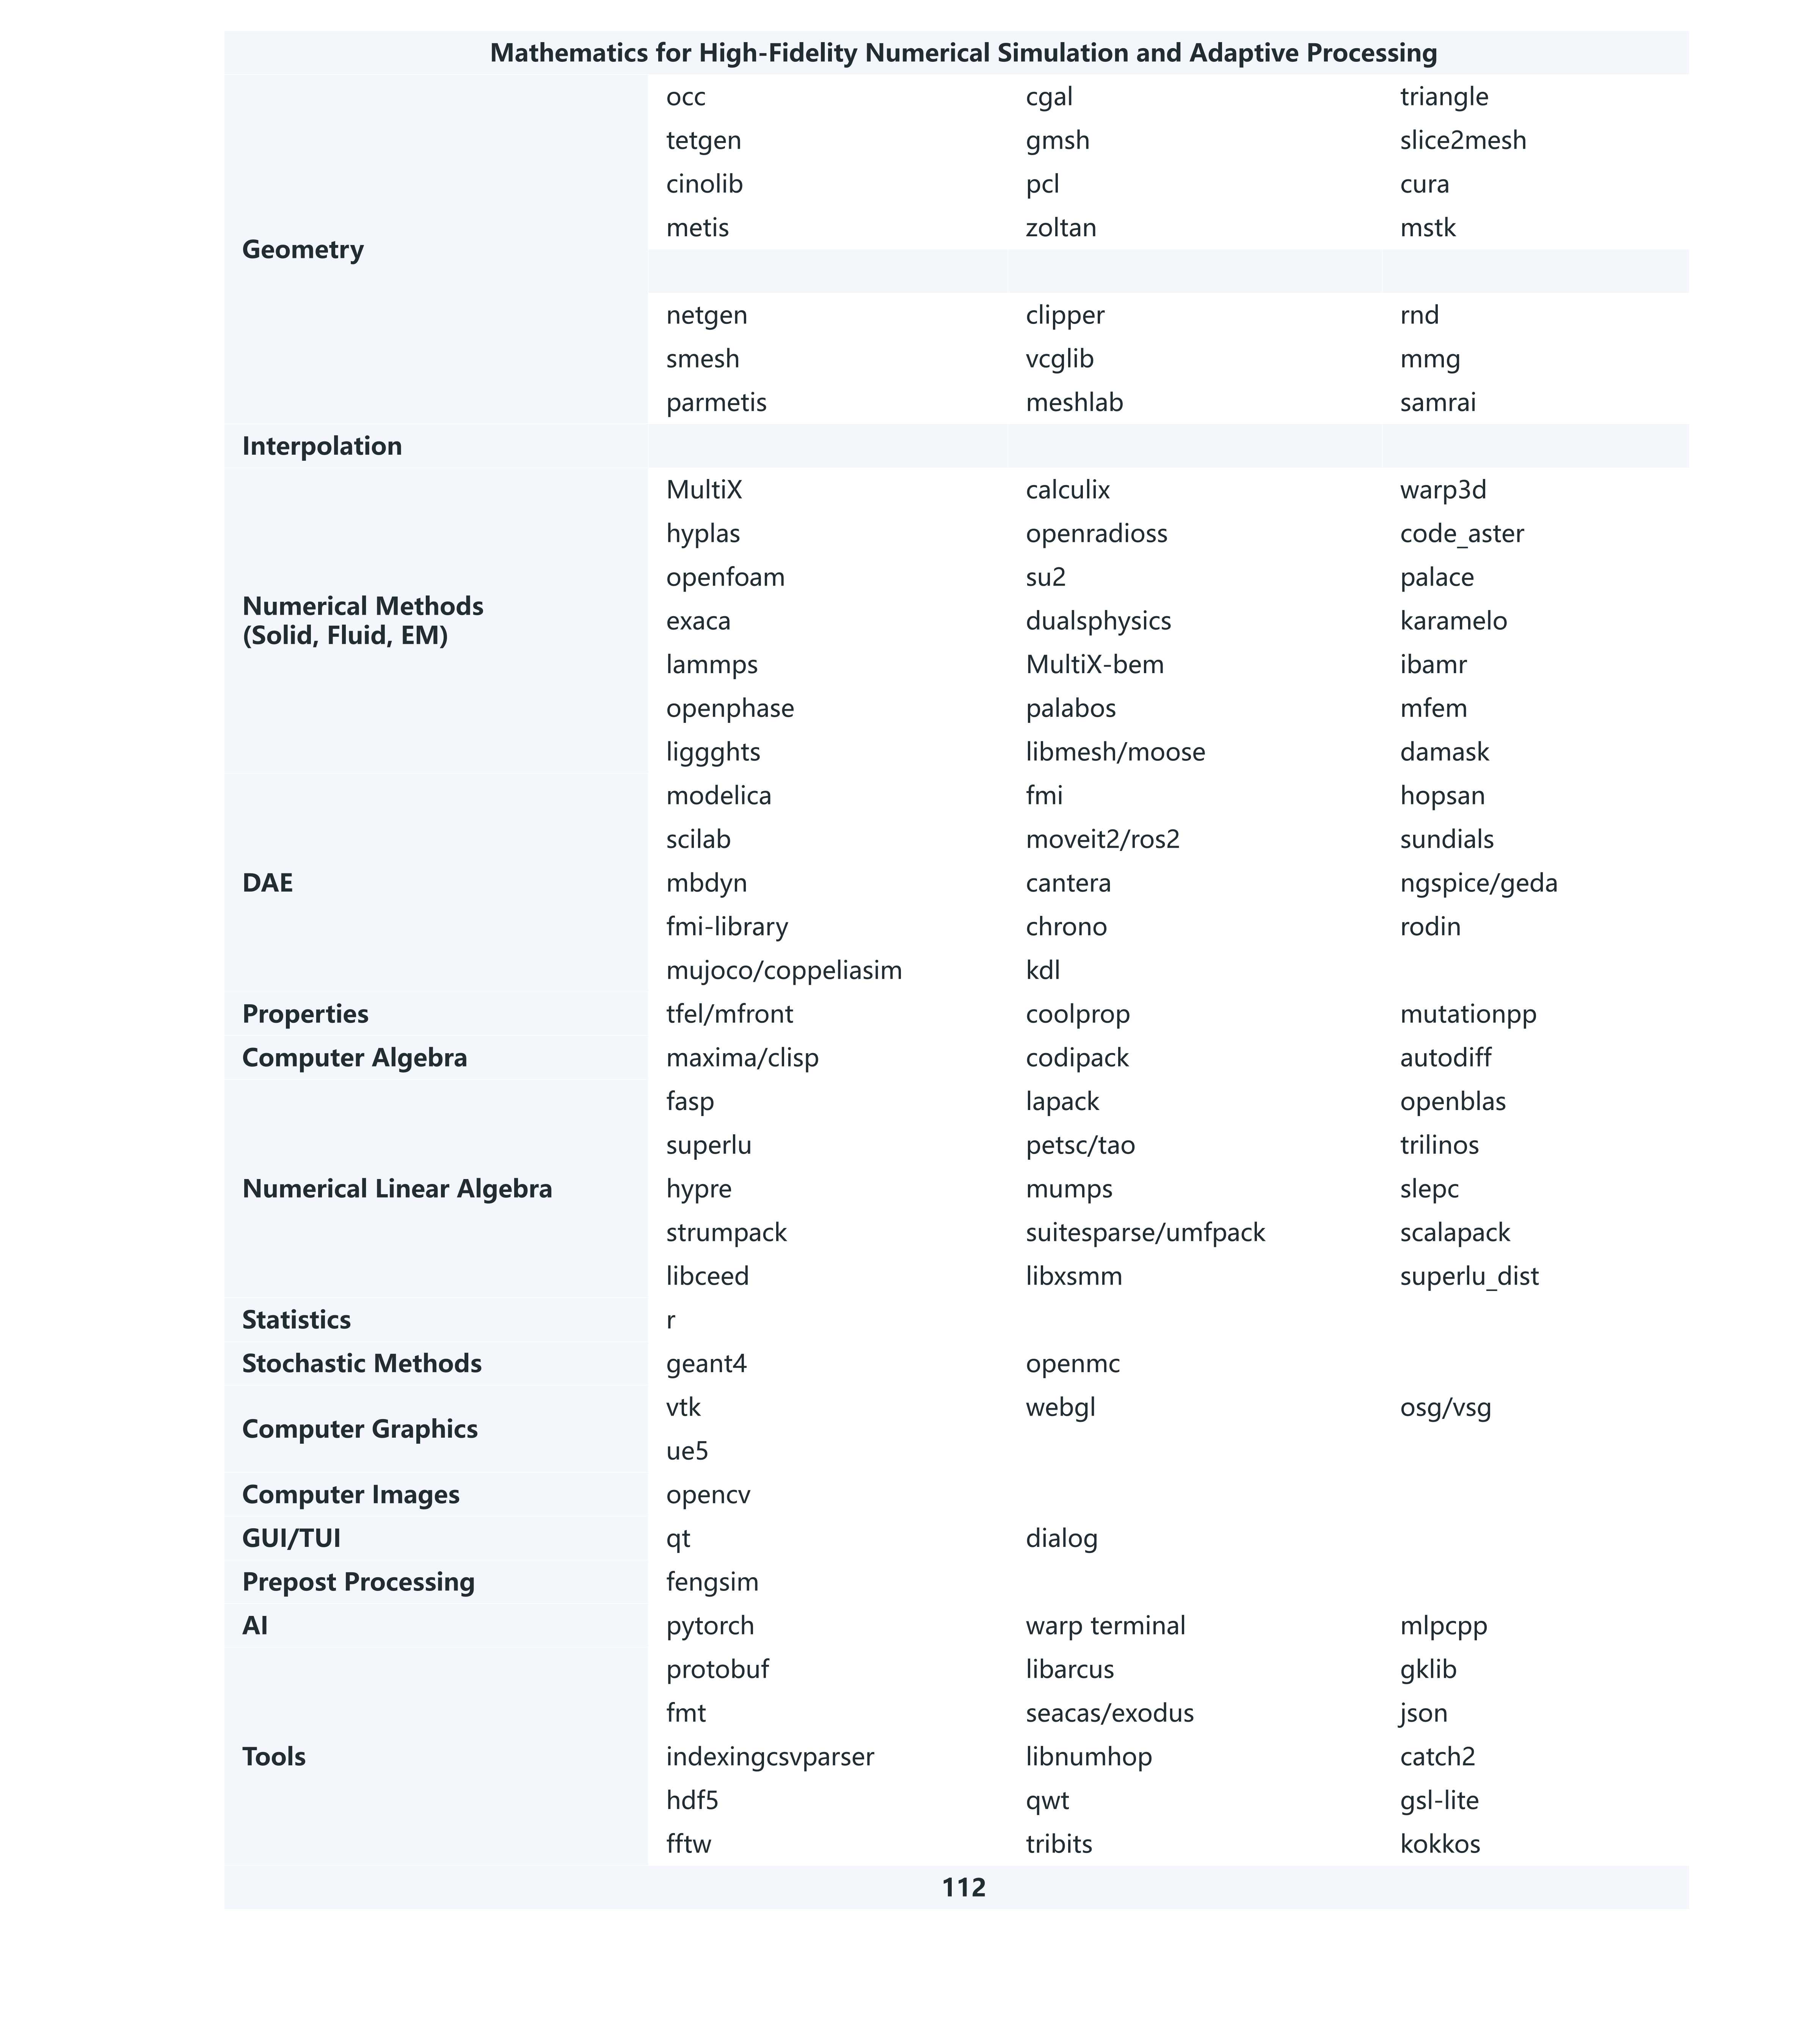 Mathematics for High-Fidelity Numerical Simulation and Adaptive Processing
Geometry
occ cgal triangle
tetgen gmsh slice2mesh
cinolib pcl cura
metis zoltan mstk
netgen clipper rnd
smesh vcglib mmg
parmetis meshlab samrai
Interpolation
Numerical Methods
(Solid, Fluid, EM)
MultiX calculix warp3d
hyplas openradioss code_aster
openfoam su2 palace
exaca dualsphysics karamelo
lammps MultiX-bem ibamr
openphase palabos mfem
liggghts libmesh/moose damask
DAE
modelica fmi hopsan
scilab moveit2/ros2 sundials
mbdyn cantera ngspice/geda
fmi-library chrono rodin
mujoco/coppeliasim kdl
Properties tfel/mfront coolprop mutationpp
Computer Algebra maxima/clisp codipack autodiff
Numerical Linear Algebra
fasp lapack openblas
superlu petsc/tao trilinos
hypre mumps slepc
strumpack suitesparse/umfpack scalapack
libceed libxsmm superlu_dist
Statistics r
Stochastic Methods geant4 openmc
Computer Graphics
vtk webgl osg/vsg
ue5
Computer Images opencv
GUI/TUI qt dialog
Prepost Processing fengsim
AI pytorch warp terminal mlpcpp
Tools
protobuf libarcus gklib
fmt seacas/exodus json
indexingcsvparser libnumhop catch2
hdf5 qwt gsl-lite
fftw tribits kokkos
112